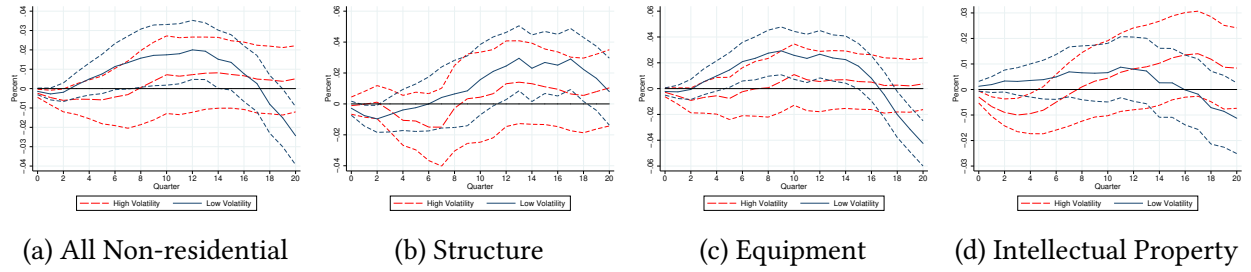 .04
.03
.02
.01
0
-.01
-.02
-.03
-.04
Percent
0 2 4 6 8 10 12 14 16 18 20
Quarter
High Volatility Low Volatility
(a) All Non-residential
.06
.04
.02
0
-.02
-.04
Percent
0 2 4 6 8 10 12 14 16 18 20
Quarter
High Volatility Low Volatility
(b) Structure
.06
.04
.02
0
-.02
-.04
-.06
Percent
0 2 4 6 8 10 12 14 16 18 20
Quarter
High Volatility Low Volatility
(c) Equipment
.03
.02
.01
0
-.01
-.02
-.03
Percent
0 2 4 6 8 10 12 14 16 18 20
Quarter
High Volatility Low Volatility
(d) Intellectual Property